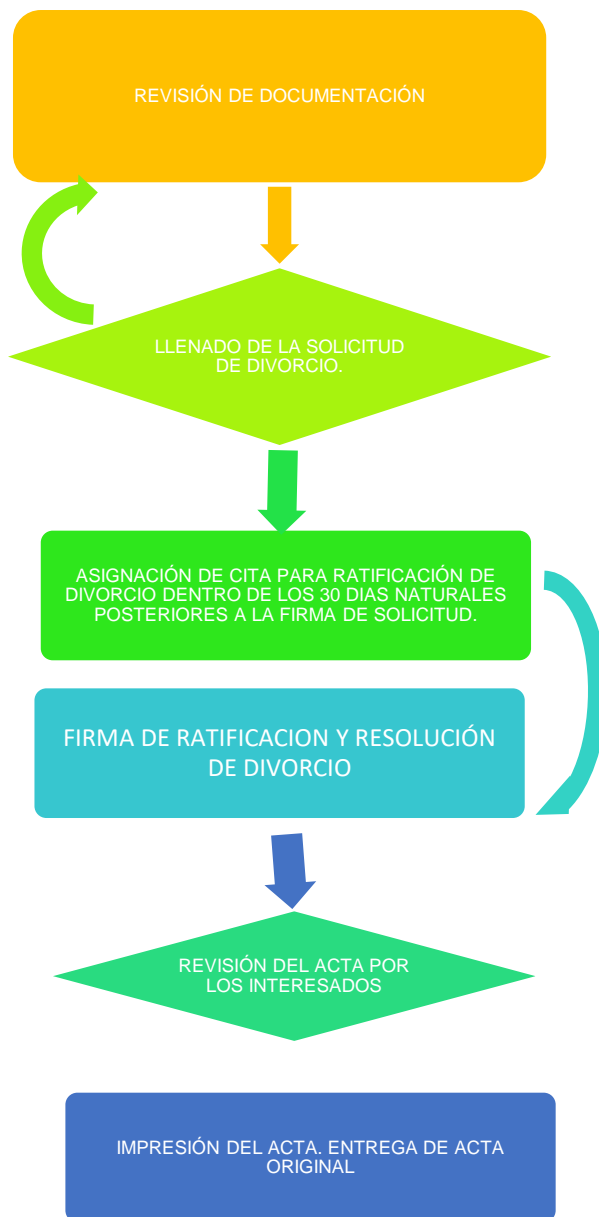 REVISIÓN DE DOCUMENTACIÓN
LLENADO DE LA SOLICITUD
DE DIVORCIO.
ASIGNACIÓN DE CITA PARA RATIFICACIÓN DE
DIVORCIO DENTRO DE LOS 30 DIAS NATURALES
POSTERIORES A LA FIRMA DE SOLICITUD.
FIRMA DE RATIFICACION Y RESOLUCIÓN
DE DIVORCIO
REVISIÓN DEL ACTA POR
LOS INTERESADOS
IMPRESIÓN DEL ACTA. ENTREGA DE ACTA
ORIGINAL